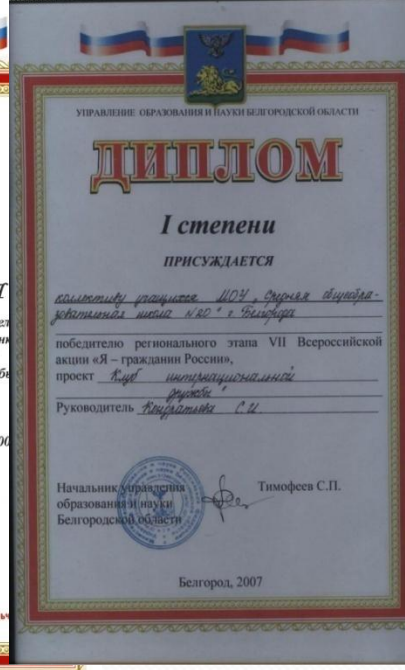 УПРАВЛЕНИЕ ОБРАЗОВАНИЯ И НАУКИ БЕЛГОРОДСКОЙ ОБЛАСТИ
ДИПЛОМ
I степени
ПРИСУЖДАЕТСЯ
коллективу учащихся МОУ „Средняя общеобра-
зовательная школа №20" г. Белгорода
победителю регионального этапа VII Всероссийской
акции «Я – гражданин России»,
проект Клуб интернациональной
дружбы"
Руководитель Кондратьева С.И.
Начальник управления
образования и науки
Белгородской области
Тимофеев С.П.
Белгород, 2007